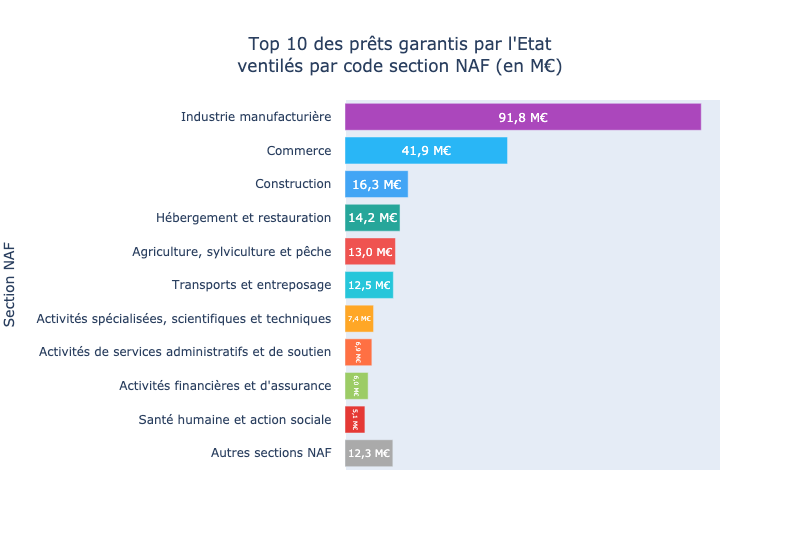 Top 10 des prêts garantis par l'Etat
ventilés par code section NAF (en M€)
Section NAF
Industrie manufacturière 91,8 M€
Commerce 41,9 M€
Construction 16,3 M€
Hébergement et restauration 14,2 M€
Agriculture, sylviculture et pêche 13,0 M€
Transports et entreposage 12,5 M€
Activités spécialisées, scientifiques et techniques 7,4 M€
Activités de services administratifs et de soutien 6,9 M€
Activités financières et d'assurance 6,0 M€
Santé humaine et action sociale 5,1 M€
Autres sections NAF 12,3 M€